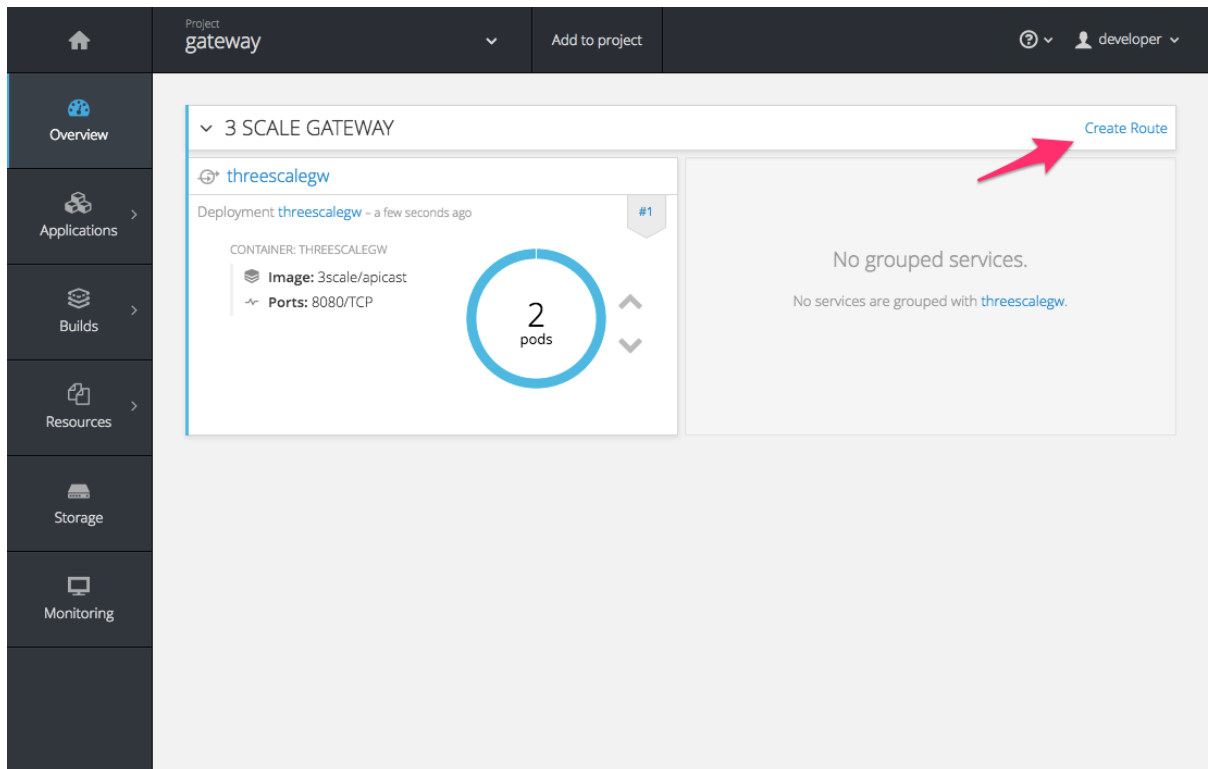 Project
gateway
Add to project
developer
Overview
3 SCALE GATEWAY
Create Route
threescalegw
Deployment threescalegw – a few seconds ago
#1
CONTAINER: THREESCALEGW
Image: 3scale/apicast
Ports: 8080/TCP
2
pods
No grouped services.
No services are grouped with threescalegw.
Applications
Builds
Resources
Storage
Monitoring